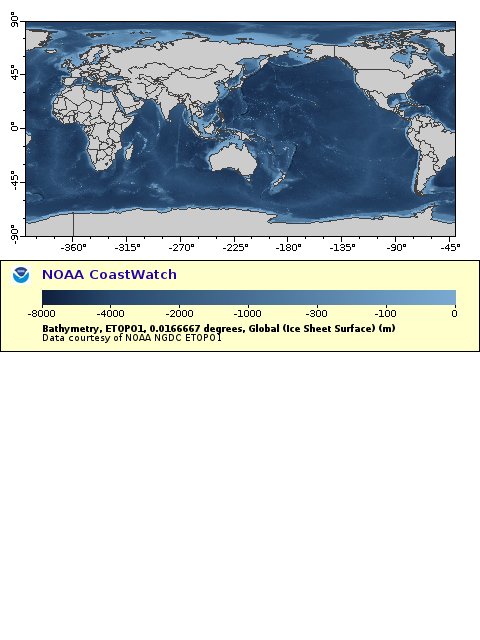 90°
45°
0°
-45°
-90°
-360° -315° -270° -225° -180° -135° -90° -45°
NOAA CoastWatch
-8000 -4000 -2000 -1000 -300 -100 0
Bathymetry, ETOPO1, 0.0166667 degrees, Global (Ice Sheet Surface) (m)
Data courtesy of NOAA NGDC ETOPO1